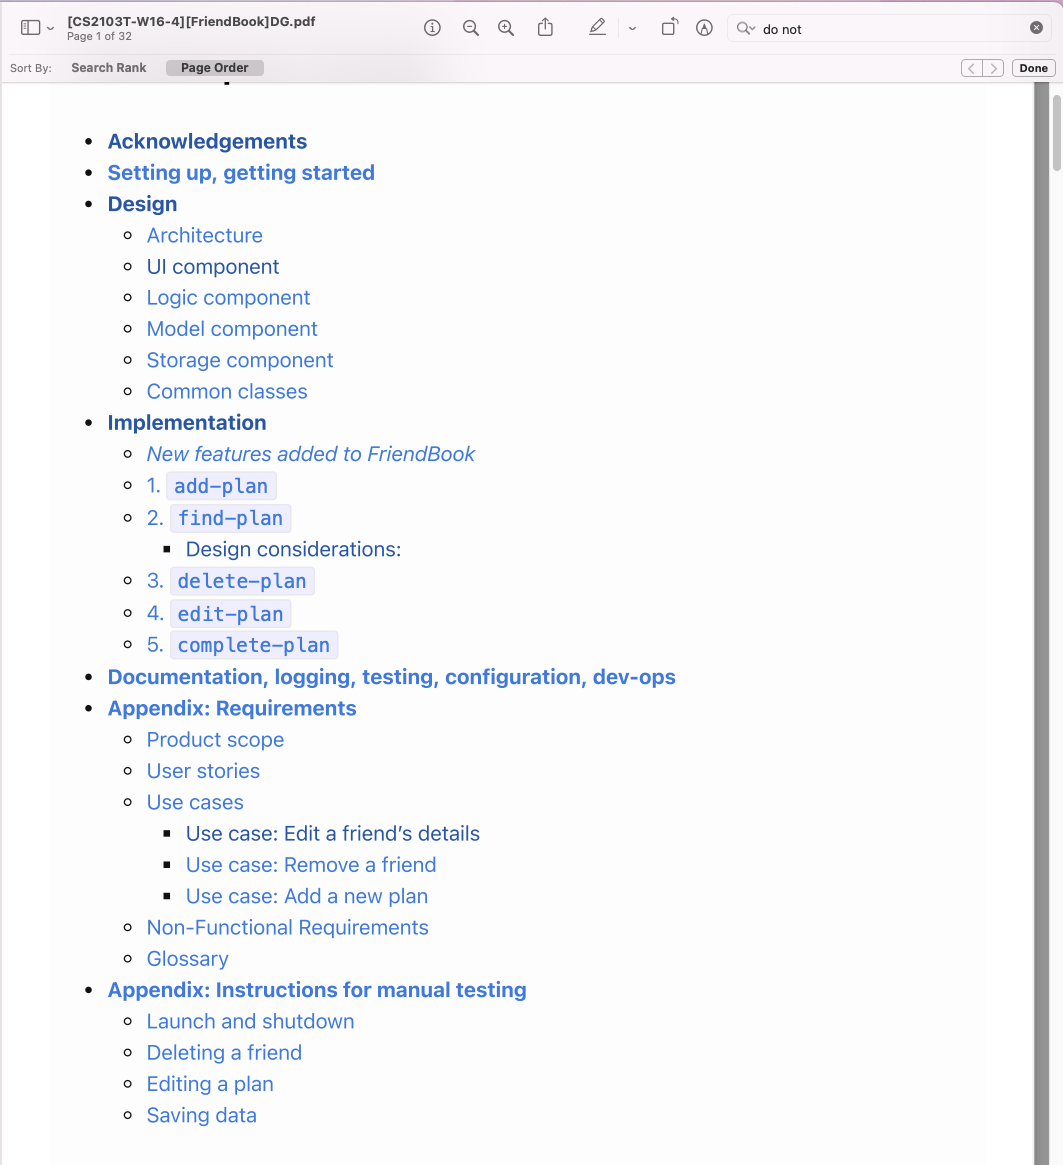 [CS2103T-W16-4][FriendBook]DG.pdf
Page 1 of 32
do not
Sort By: Search Rank Page Order Done
Acknowledgements
Setting up, getting started
Design
Architecture
UI component
Logic component
Model component
Storage component
Common classes
Implementation
New features added to FriendBook
1. add-plan
2. find-plan
Design considerations:
3. delete-plan
4. edit-plan
5. complete-plan
Documentation, logging, testing, configuration, dev-ops
Appendix: Requirements
Product scope
User stories
Use cases
Use case: Edit a friend’s details
Use case: Remove a friend
Use case: Add a new plan
Non-Functional Requirements
Glossary
Appendix: Instructions for manual testing
Launch and shutdown
Deleting a friend
Editing a plan
Saving data